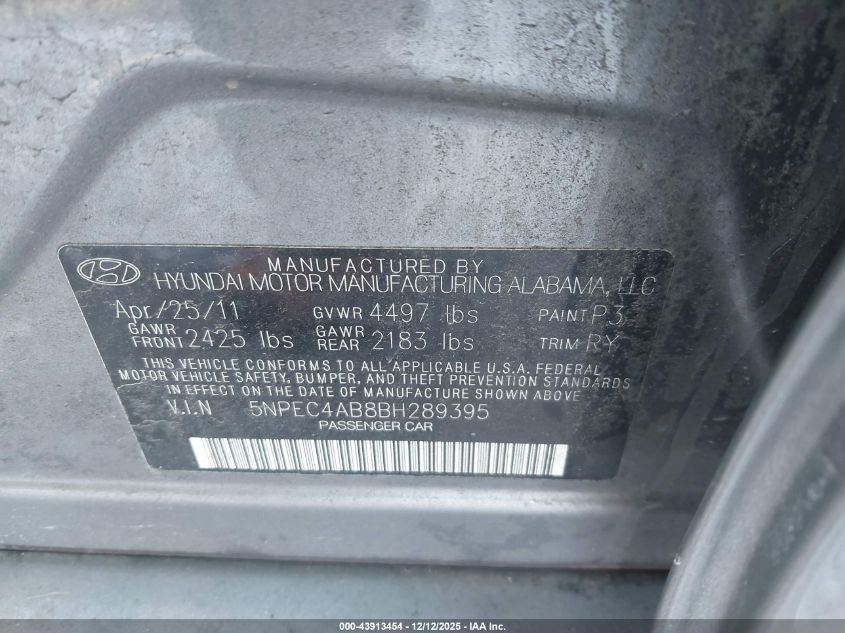 MANUFACTURED BY
HYUNDAI MOTOR MANUFACTURING ALABAMA, LLC
Apr/25/11 GVWR 4497 lbs PAINT P3
GAWR FRONT 2425 lbs GAWR REAR 2183 lbs TRIM RY
THIS VEHICLE CONFORMS TO ALL APPLICABLE U.S.A. FEDERAL
MOTOR VEHICLE SAFETY, BUMPER, AND THEFT PREVENTION STANDARDS
IN EFFECT ON THE DATE OF MANUFACTURE SHOWN ABOVE
V.I.N 5NPEC4AB8BH289395
PASSENGER CAR
000-43913454 - 12/12/2025 - IAA Inc.